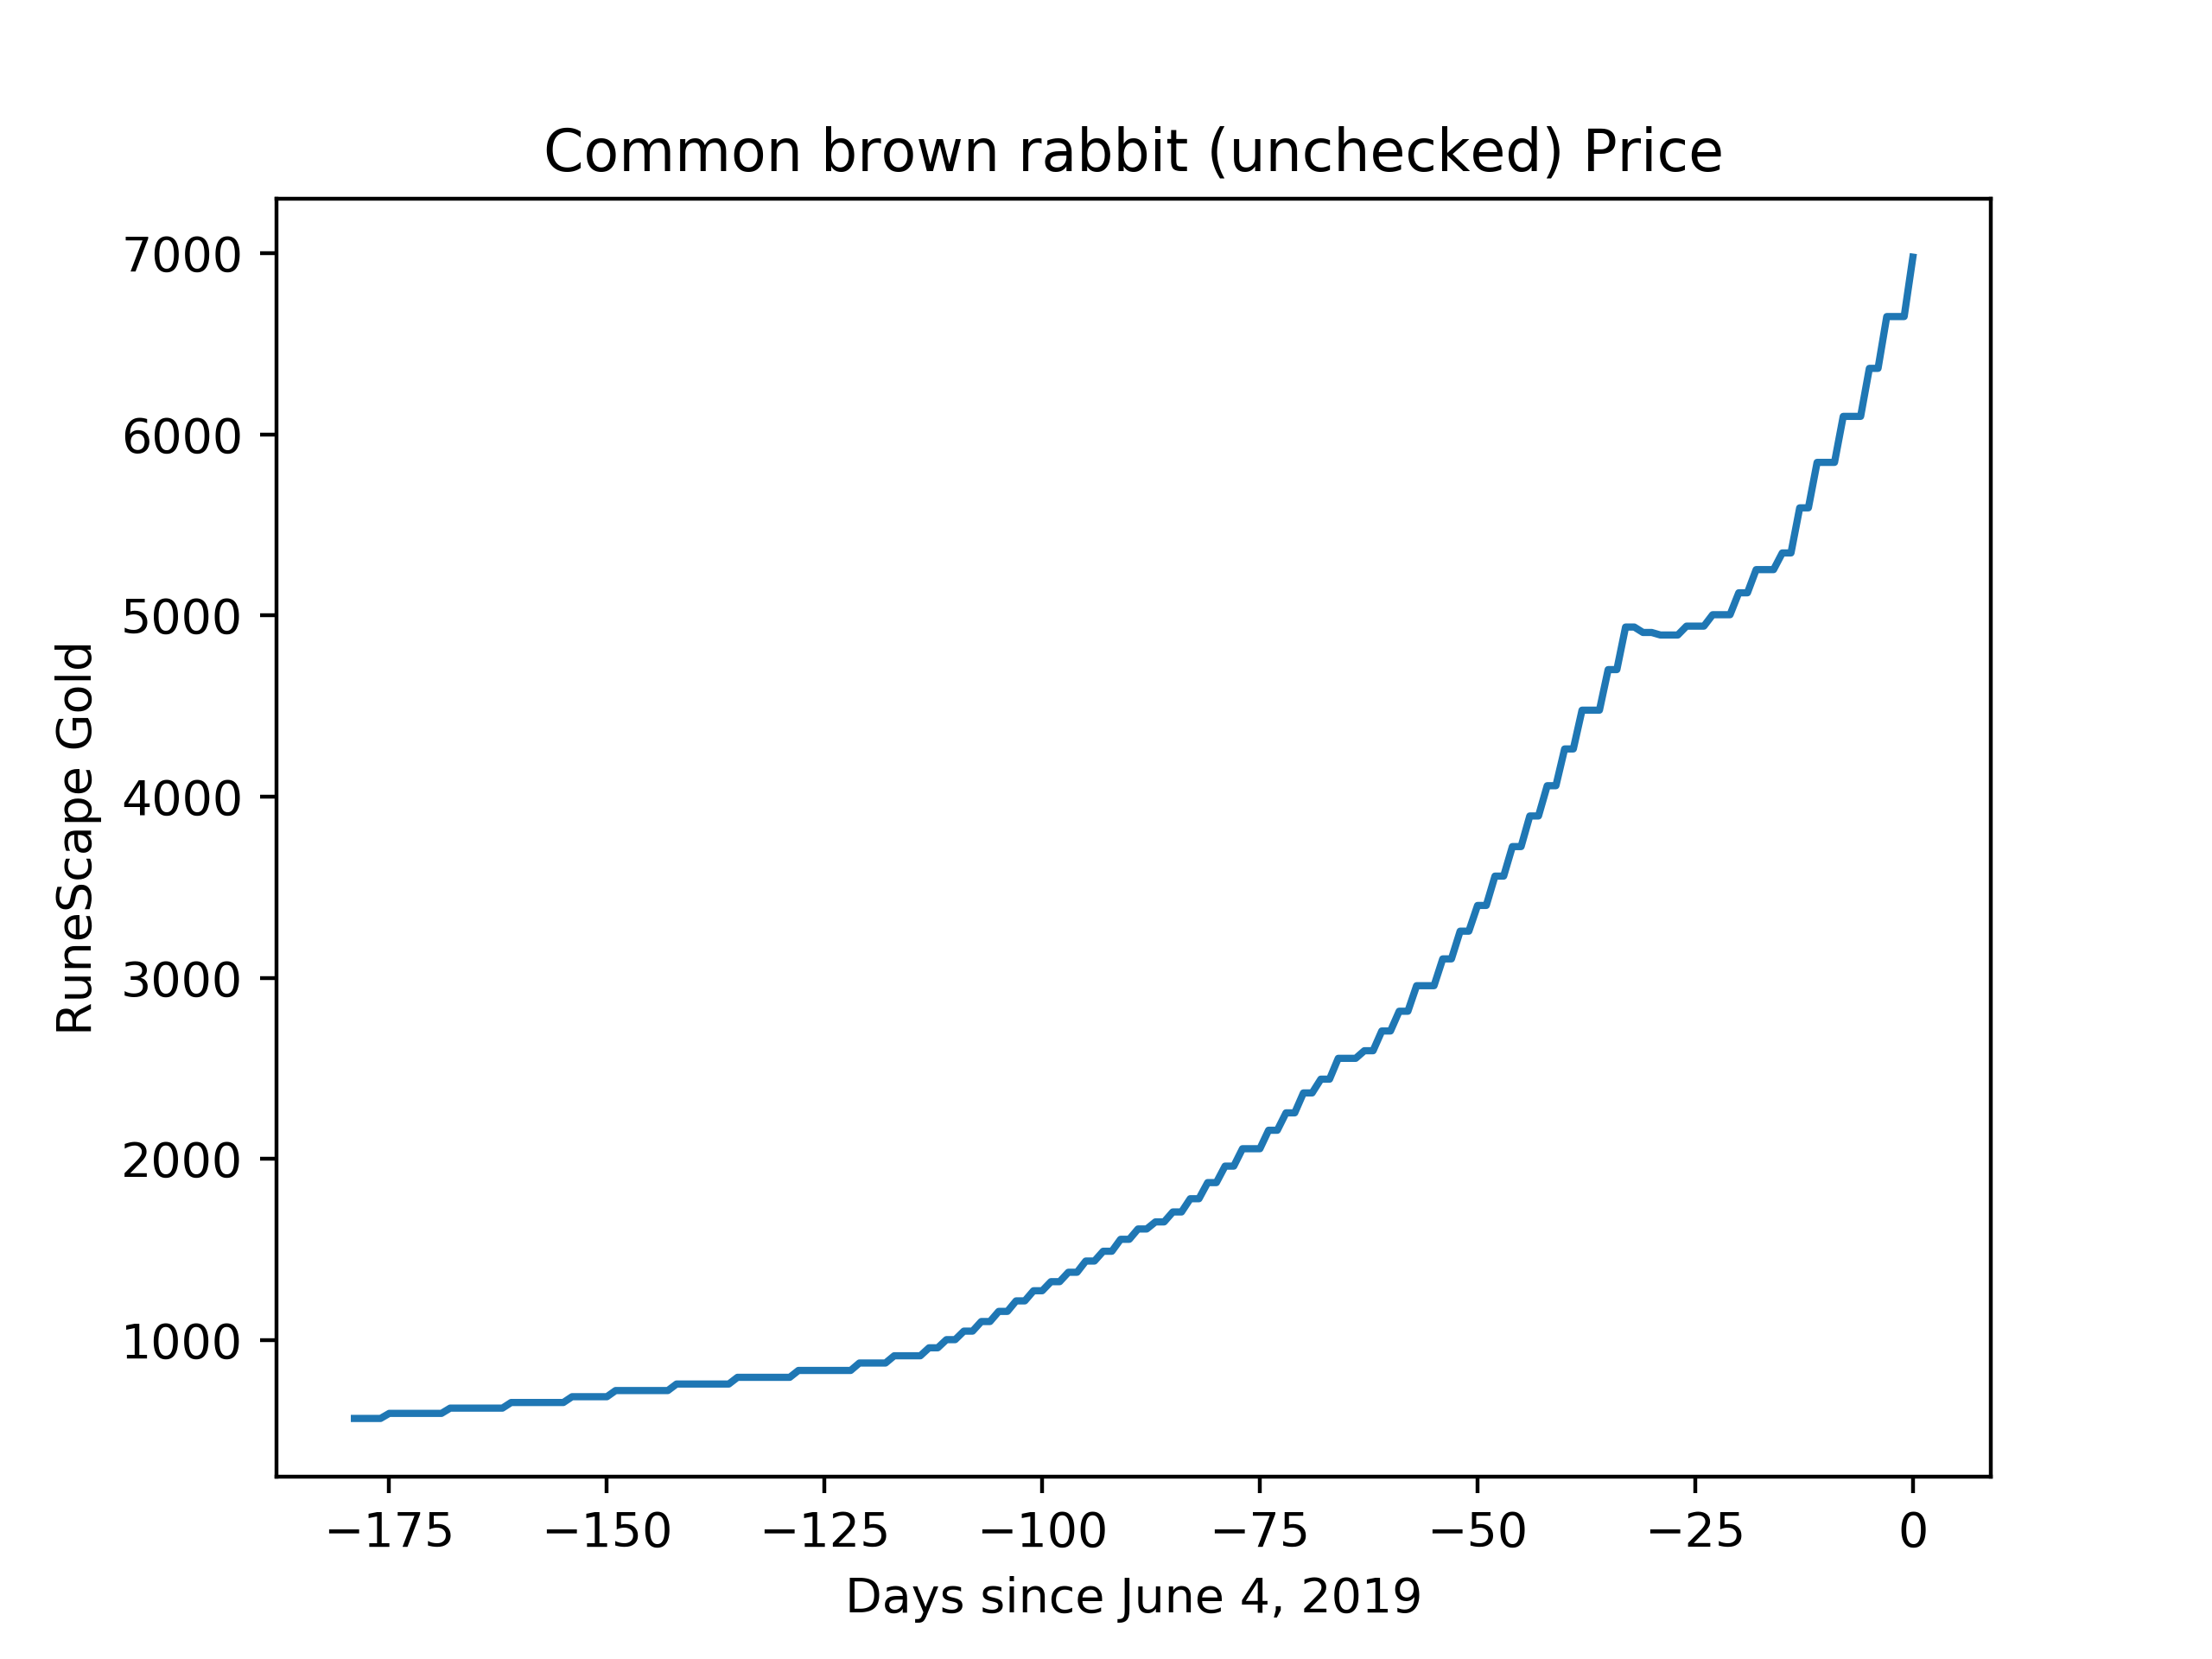 Common brown rabbit (unchecked) Price
RuneScape Gold
7000
6000
5000
4000
3000
2000
1000
−175 −150 −125 −100 −75 −50 −25 0
Days since June 4, 2019